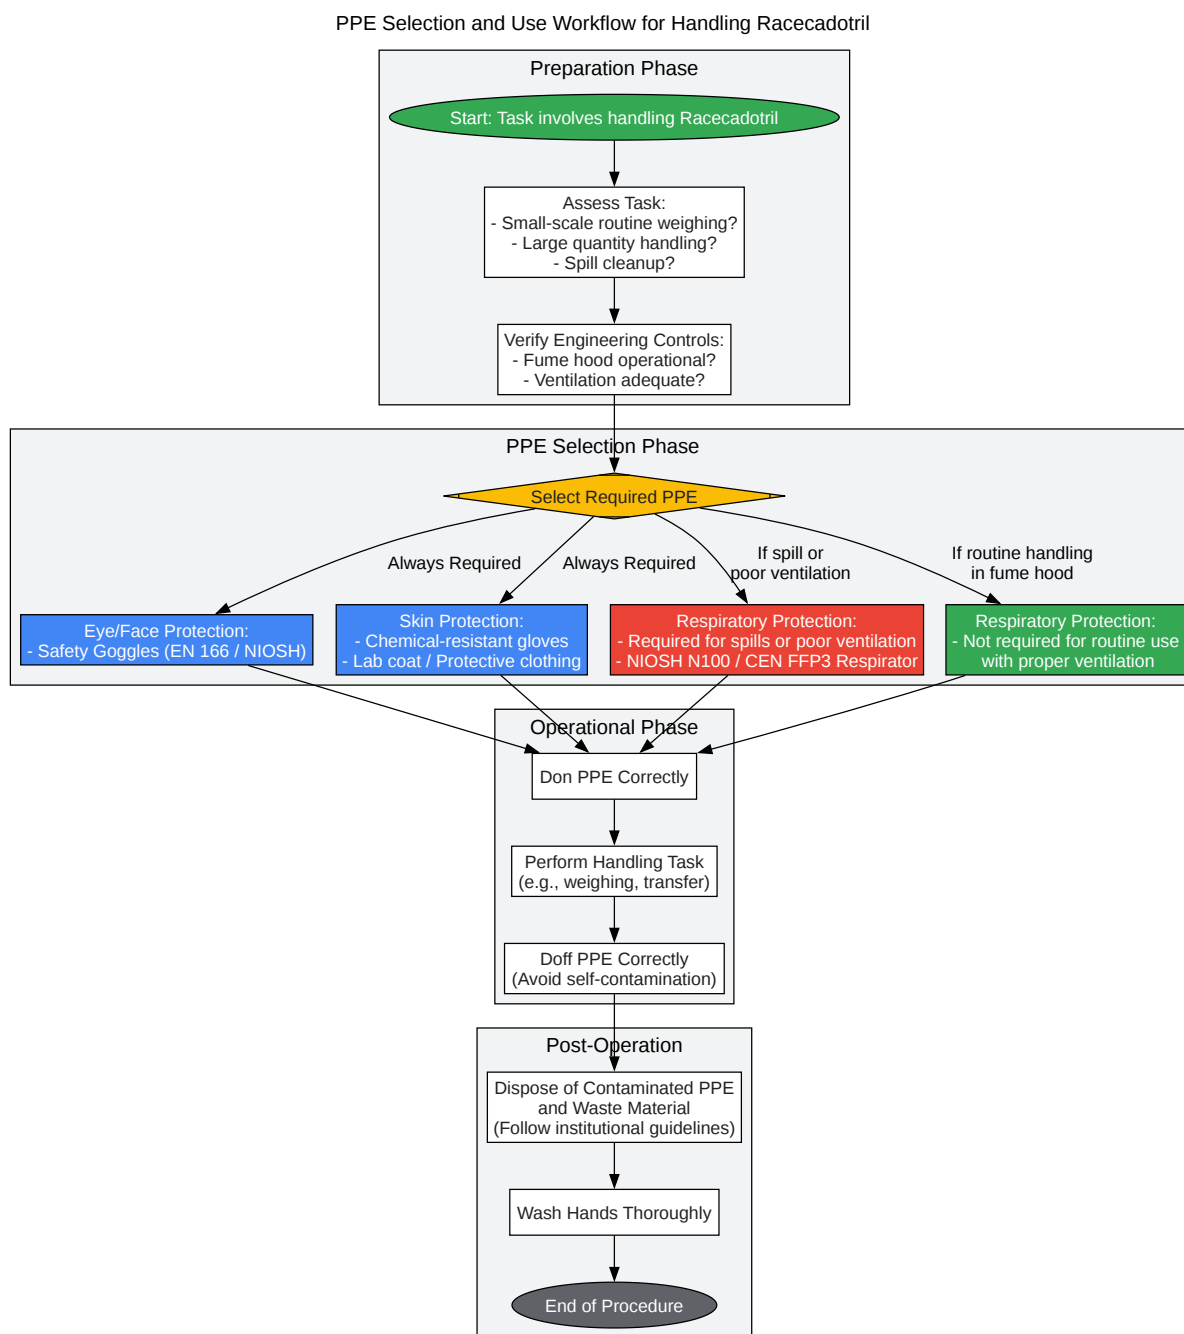 PPE Selection and Use Workflow for Handling Racecadotril
Preparation Phase
Start: Task involves handling Racecadotril
Assess Task:
- Small-scale routine weighing?
- Large quantity handling?
- Spill cleanup?
Verify Engineering Controls:
- Fume hood operational?
- Ventilation adequate?
PPE Selection Phase
Select Required PPE
Always Required
Always Required
If spill or
poor ventilation
If routine handling
in fume hood
Eye/Face Protection:
- Safety Goggles (EN 166 / NIOSH)
Skin Protection:
- Chemical-resistant gloves
- Lab coat / Protective clothing
Respiratory Protection:
- Required for spills or poor ventilation
- NIOSH N100 / CEN FFP3 Respirator
Respiratory Protection:
- Not required for routine use
with proper ventilation
Operational Phase
Don PPE Correctly
Perform Handling Task
(e.g., weighing, transfer)
Doff PPE Correctly
(Avoid self-contamination)
Post-Operation
Dispose of Contaminated PPE
and Waste Material
(Follow institutional guidelines)
Wash Hands Thoroughly
End of Procedure